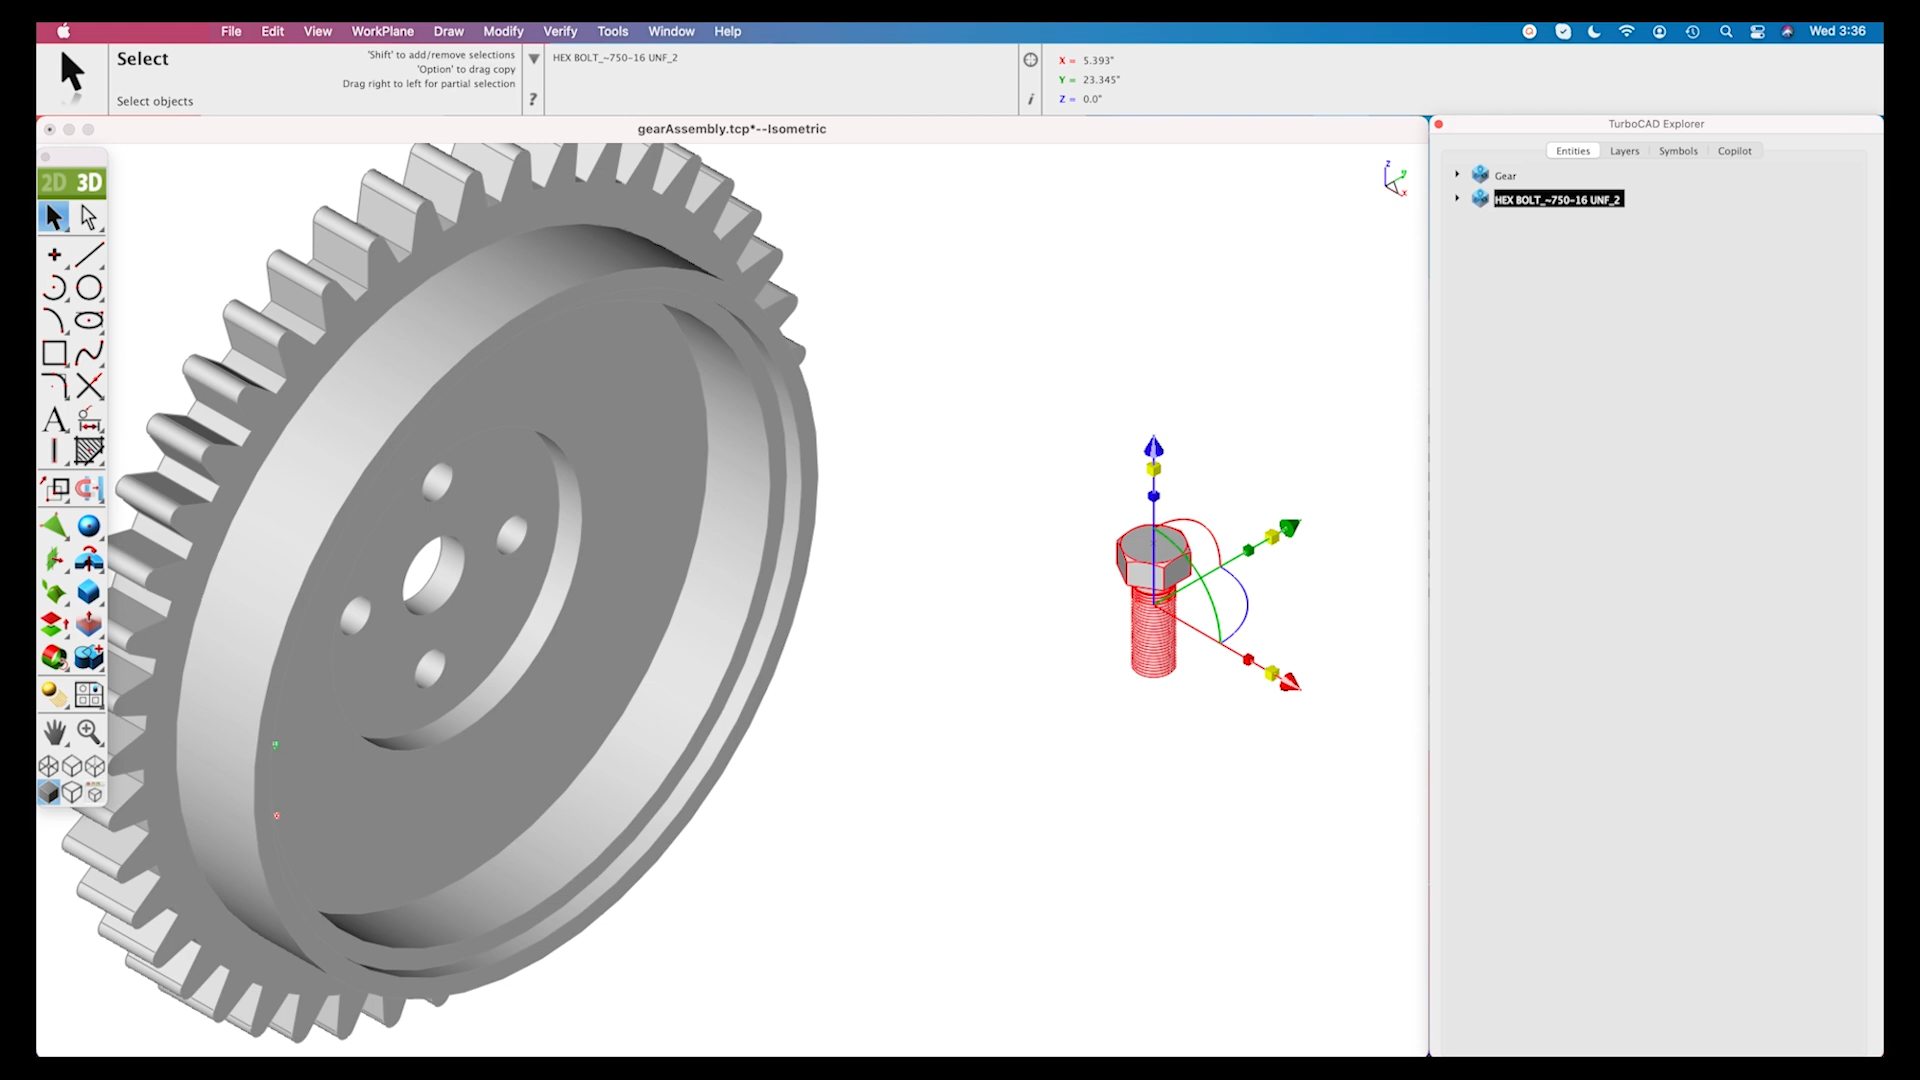 File Edit View WorkPlane Draw Modify Verify Tools Window Help Wed 3:36
Select
Select objects
'Shift' to add/remove selections
'Option' to drag copy
Drag right to left for partial selection
?
HEX BOLT_~750-16 UNF_2
i
X = 5.393"
Y = 23.345"
Z = 0.0"
gearAssembly.tcp*--Isometric
TurboCAD Explorer
Entities Layers Symbols Copilot
Gear
HEX BOLT_~750-16 UNF_2
2D 3D
A
z
y
x